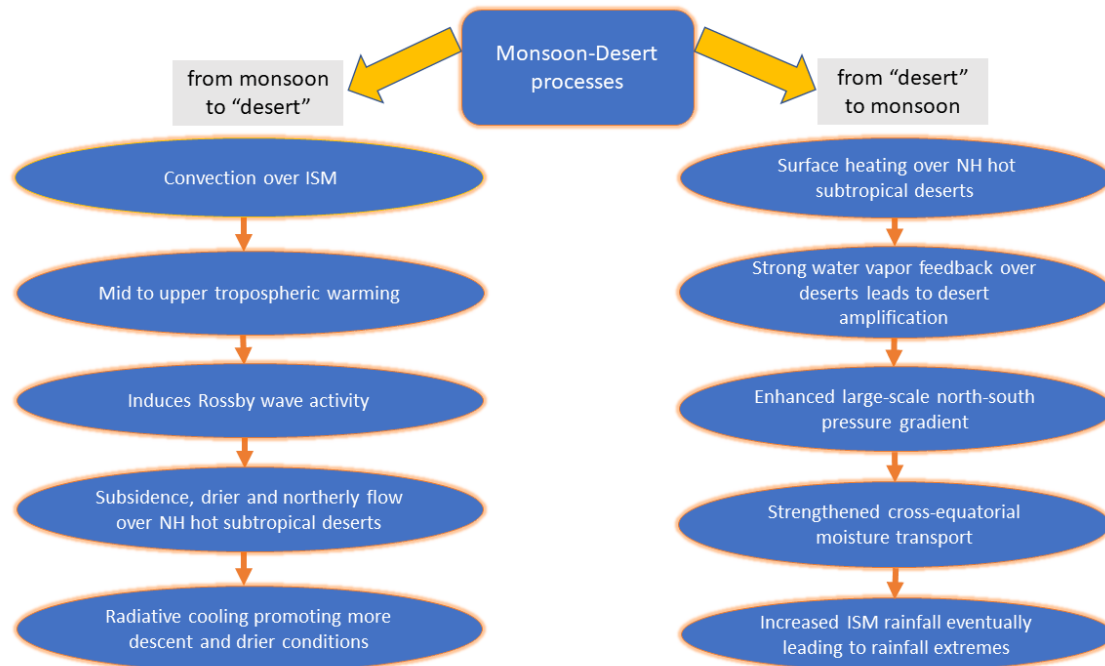 Monsoon-Desert
processes
from monsoon
to “desert”
Convection over ISM
Mid to upper tropospheric warming
Induces Rossby wave activity
Subsidence, drier and northerly flow
over NH hot subtropical deserts
Radiative cooling promoting more
descent and drier conditions
from “desert”
to monsoon
Surface heating over NH hot
subtropical deserts
Strong water vapor feedback over
deserts leads to desert
amplification
Enhanced large-scale north-south
pressure gradient
Strengthened cross-equatorial
moisture transport
Increased ISM rainfall eventually
leading to rainfall extremes